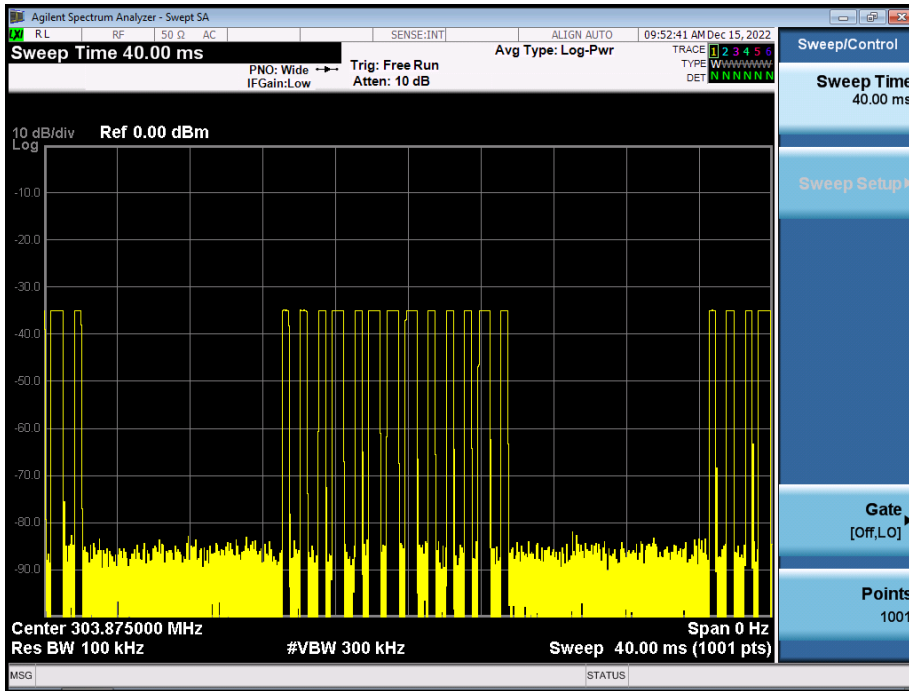 Agilent Spectrum Analyzer - Swept SA
LXI RL RF 50 Ω AC SENSE:INT ALIGN AUTO 09:52:41 AM Dec 15, 2022
Sweep Time 40.00 ms
PNO: Wide
IFGain:Low
Trig: Free Run
Atten: 10 dB
Avg Type: Log-Pwr
TRACE 1 2 3 4 5 6
TYPE WWWWWW
DET N N N N N N
Sweep/Control
Sweep Time
40.00 ms
Sweep Setup
Gate
[Off,LO]
Points
1001
10 dB/div Ref 0.00 dBm
Log
-10.0
-20.0
-30.0
-40.0
-50.0
-60.0
-70.0
-80.0
-90.0
Center 303.875000 MHz Span 0 Hz
Res BW 100 kHz #VBW 300 kHz Sweep 40.00 ms (1001 pts)
MSG STATUS